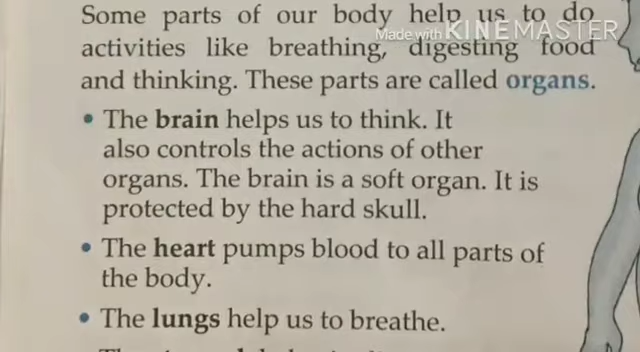 Some parts of our body help us to do
Made with KINEMASTER
activities like breathing, digesting food
and thinking. These parts are called organs.
• The brain helps us to think. It
also controls the actions of other
organs. The brain is a soft organ. It is
protected by the hard skull.
• The heart pumps blood to all parts of
the body.
• The lungs help us to breathe.